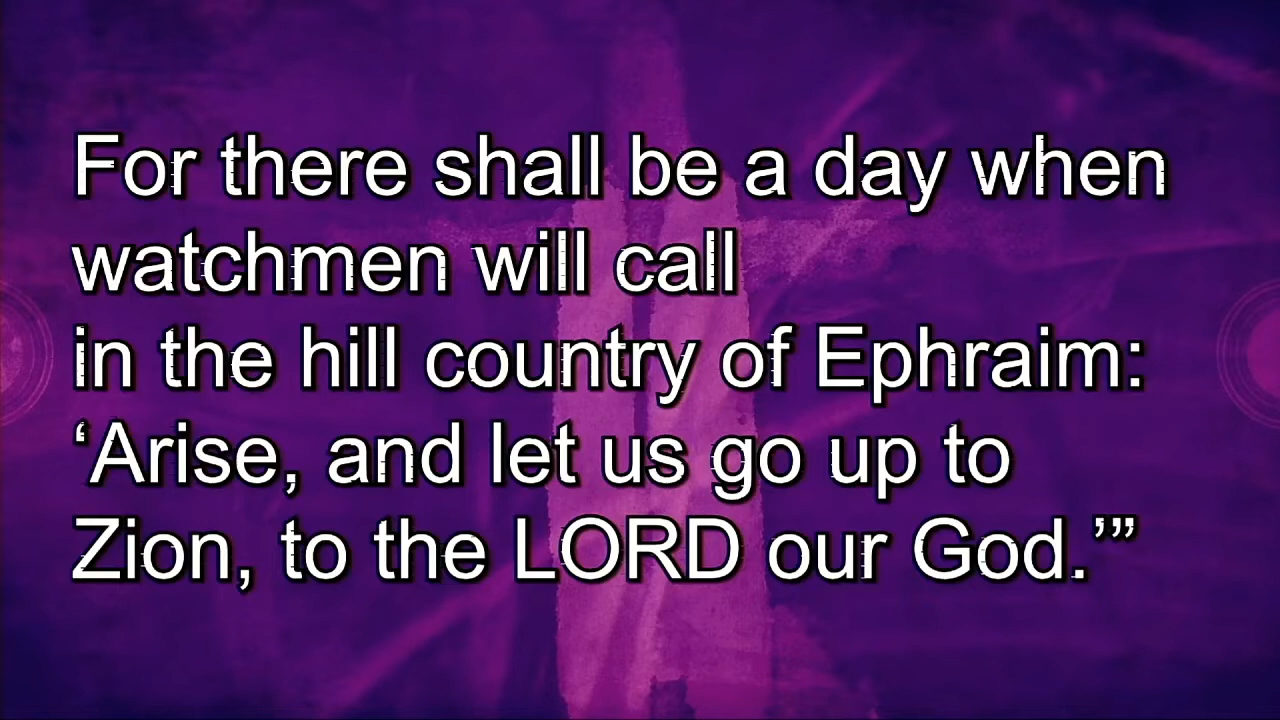 For there shall be a day when
watchmen will call
in the hill country of Ephraim:
‘Arise, and let us go up to
Zion, to the LORD our God.’”